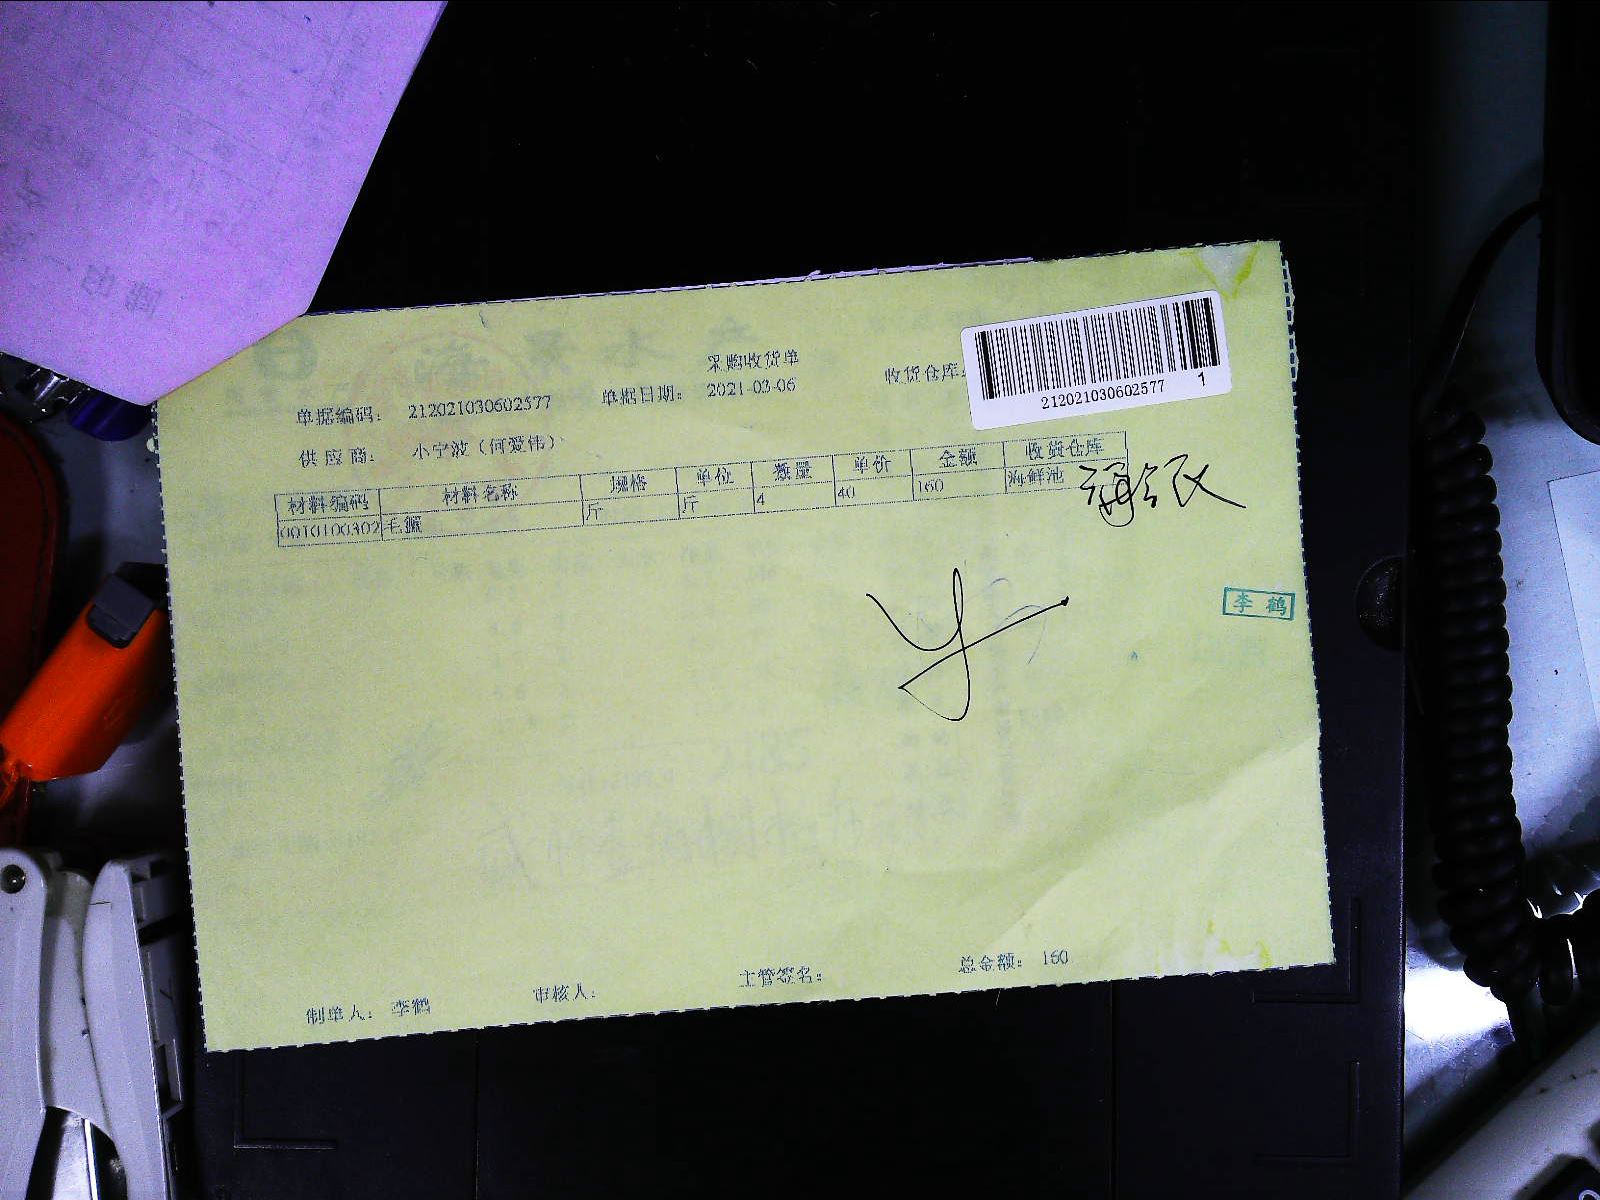 采购收货单
单据编码: 212021030602577 单据日期: 2021-03-06 收货仓库:
212021030602577 1
供应商: 小宁波(何爱伟)
材料编码 材料名称 规格 单位 数量 单价 金额 收货仓库
0010100302 毛蟹 斤 斤 4 40 160 海鲜池
李鹤
制单人: 李鹤 审核人: 主管签名: 总金额: 160